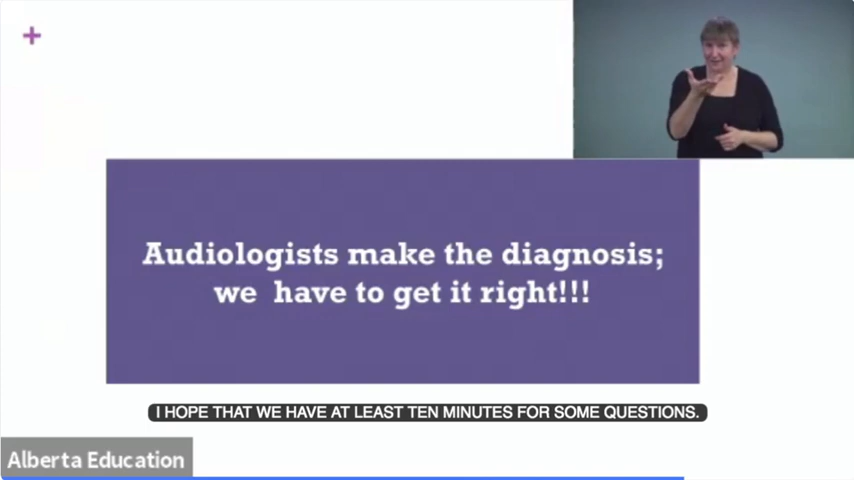 Audiologists make the diagnosis;
we have to get it right!!!
I HOPE THAT WE HAVE AT LEAST TEN MINUTES FOR SOME QUESTIONS.
Alberta Education